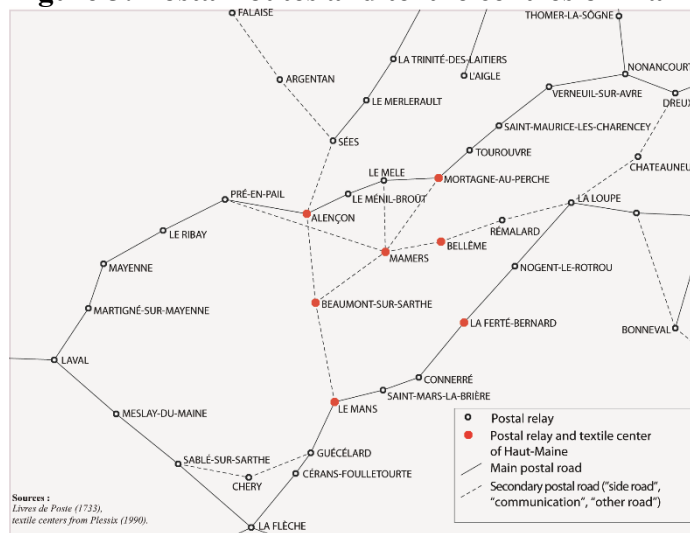 FALAISE
THOMER-LA-SÔGNE
LA TRINITÉ-DES-LAITIERS
NONANCOURT
L'AIGLE
ARGENTAN
VERNEUIL-SUR-AVRE
DREUX
LE MERLERAULT
SAINT-MAURICE-LES-CHARENCEY
SÉES
TOUROUVRE
CHATEAUNEU
LE MELE
MORTAGNE-AU-PERCHE
PRÉ-EN-PAIL
LE MÉNIL-BROÛT
LA LOUPE
ALENÇON
RÉMALARD
LE RIBAY
BELLÊME
MAMERS
MAYENNE
NOGENT-LE-ROTROU
BEAUMONT-SUR-SARTHE
MARTIGNÉ-SUR-MAYENNE
LA FERTÉ-BERNARD
BONNEVAL
LAVAL
CONNERRÉ
SAINT-MARS-LA-BRIÈRE
LE MANS
MESLAY-DU-MAINE
GUÉCÉLARD
SABLÉ-SUR-SARTHE
CÉRANS-FOULLETOURTE
CHERY
LA FLÈCHE
Postal relay
Postal relay and textile center
of Haut-Maine
Main postal road
Secondary postal road ("side road",
"communication", "other road")
Sources :
Livres de Poste (1733),
textile centers from Plessix (1990).